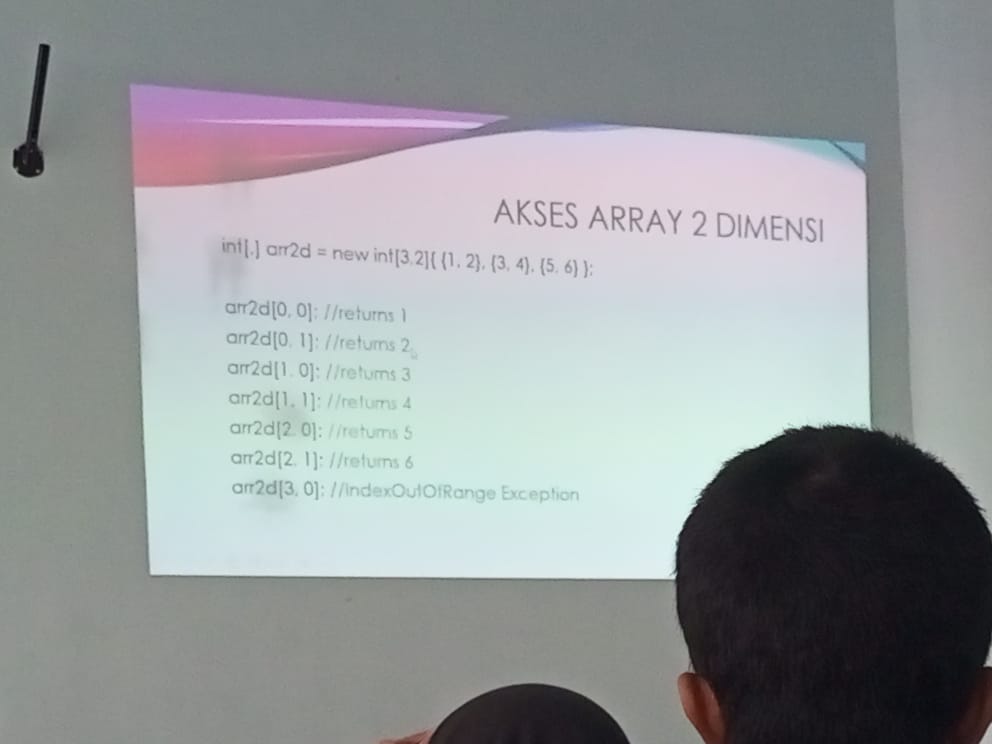 AKSES ARRAY 2 DIMENSI
int[,] arr2d = new int[3,2]{ {1, 2}, {3, 4}, {5, 6} };
arr2d[0, 0]; //returns 1
arr2d[0, 1]; //returns 2
arr2d[1, 0]; //returns 3
arr2d[1, 1]; //returns 4
arr2d[2, 0]; //returns 5
arr2d[2, 1]; //returns 6
arr2d[3, 0]; //IndexOutOfRange Exception